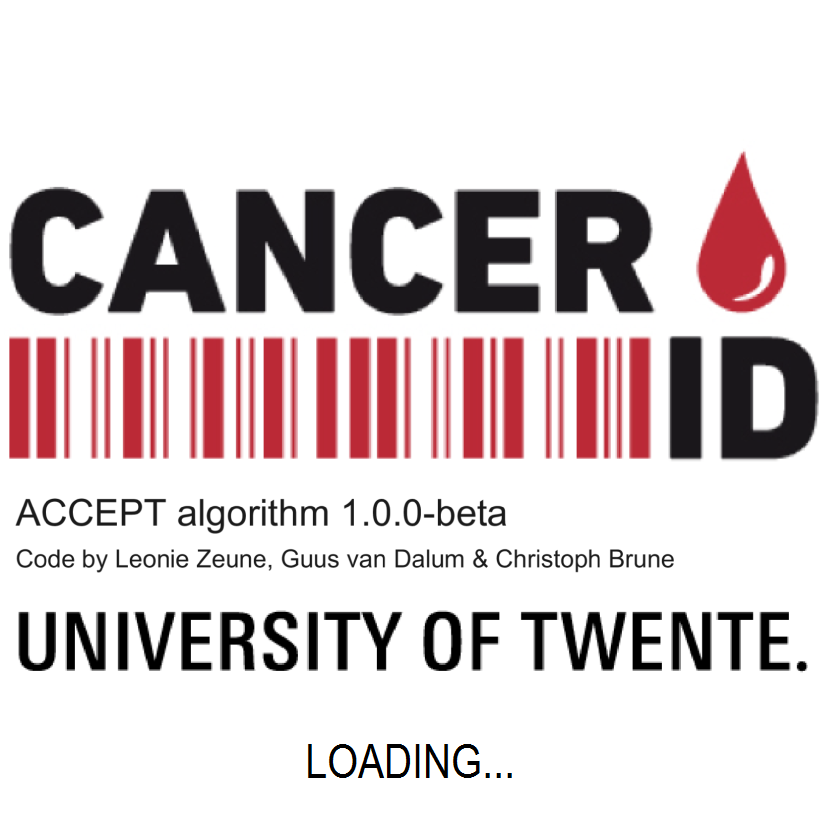 CANCER
ID
ACCEPT algorithm 1.0.0-beta
Code by Leonie Zeune, Guus van Dalum & Christoph Brune
UNIVERSITY OF TWENTE.
LOADING...